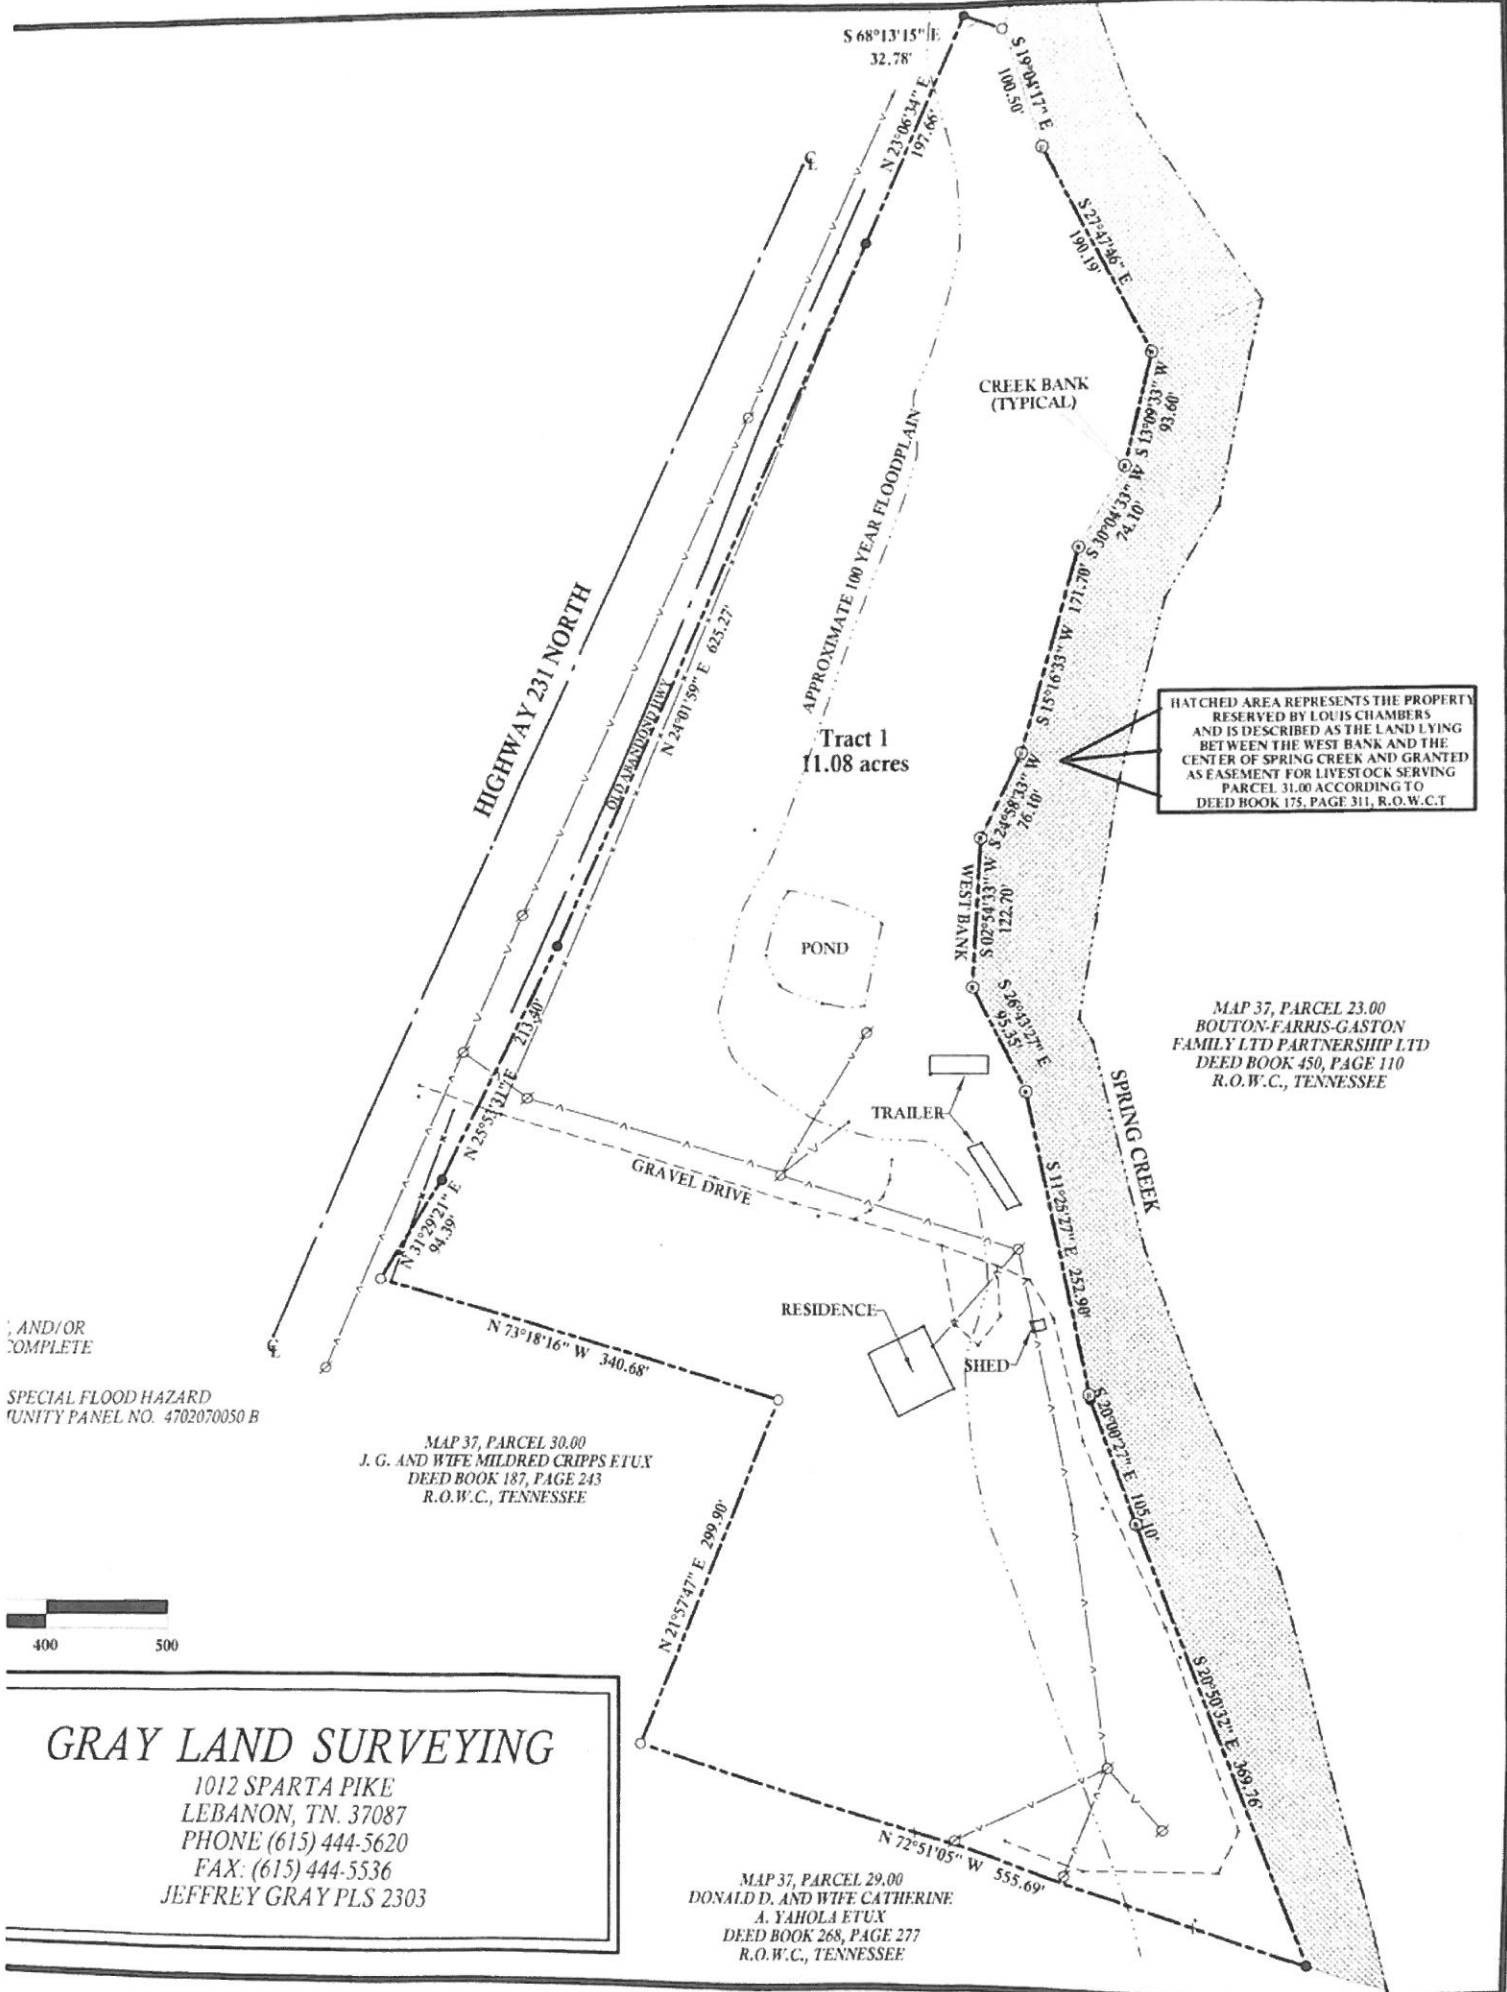 S 68°13'15" E
32.78'
S 19°04'17" E
100.50'
N 23°06'34" E
197.66'
S 27°47'46" E
190.19'
CREEK BANK
(TYPICAL)
S 13°09'33" W
93.60'
S 30°04'33" W
74.10'
APPROXIMATE 100 YEAR FLOODPLAIN
HIGHWAY 231 NORTH
OLD ABANDOND HWY
N 24°01'59" E 625.27'
S 15°16'33" W 171.70'
Tract 1
11.08 acres
HATCHED AREA REPRESENTS THE PROPERTY
RESERVED BY LOUIS CHAMBERS
AND IS DESCRIBED AS THE LAND LYING
BETWEEN THE WEST BANK AND THE
CENTER OF SPRING CREEK AND GRANTED
AS EASEMENT FOR LIVESTOCK SERVING
PARCEL 31.00 ACCORDING TO
DEED BOOK 175, PAGE 311, R.O.W.C.T
S 24°58'33" W
76.10'
WEST BANK
S 02°54'33" W
122.70'
POND
S 26°43'27" E
95.35'
MAP 37, PARCEL 23.00
BOUTON-FARRIS-GASTON
FAMILY LTD PARTNERSHIP LTD
DEED BOOK 450, PAGE 110
R.O.W.C., TENNESSEE
SPRING CREEK
TRAILER
N 25°53'31" E 213.40'
GRAVEL DRIVE
S 11°25'27" E 252.90'
N 31°29'21" E
94.39'
RESIDENCE
SHED
, AND/OR
COMPLETE
N 73°18'16" W 340.68'
SPECIAL FLOOD HAZARD
UNITY PANEL NO. 4702070050 B
S 20°00'27" E 105.10'
MAP 37, PARCEL 30.00
J. G. AND WIFE MILDRED CRIPPS ETUX
DEED BOOK 187, PAGE 243
R.O.W.C., TENNESSEE
N 21°57'47" E 299.90'
400 500
S 20°50'32" E 369.76'
GRAY LAND SURVEYING
1012 SPARTA PIKE
LEBANON, TN. 37087
PHONE (615) 444-5620
FAX: (615) 444-5536
JEFFREY GRAY PLS 2303
N 72°51'05" W 555.69'
MAP 37, PARCEL 29.00
DONALD D. AND WIFE CATHERINE
A. YAHOLA ETUX
DEED BOOK 268, PAGE 277
R.O.W.C., TENNESSEE